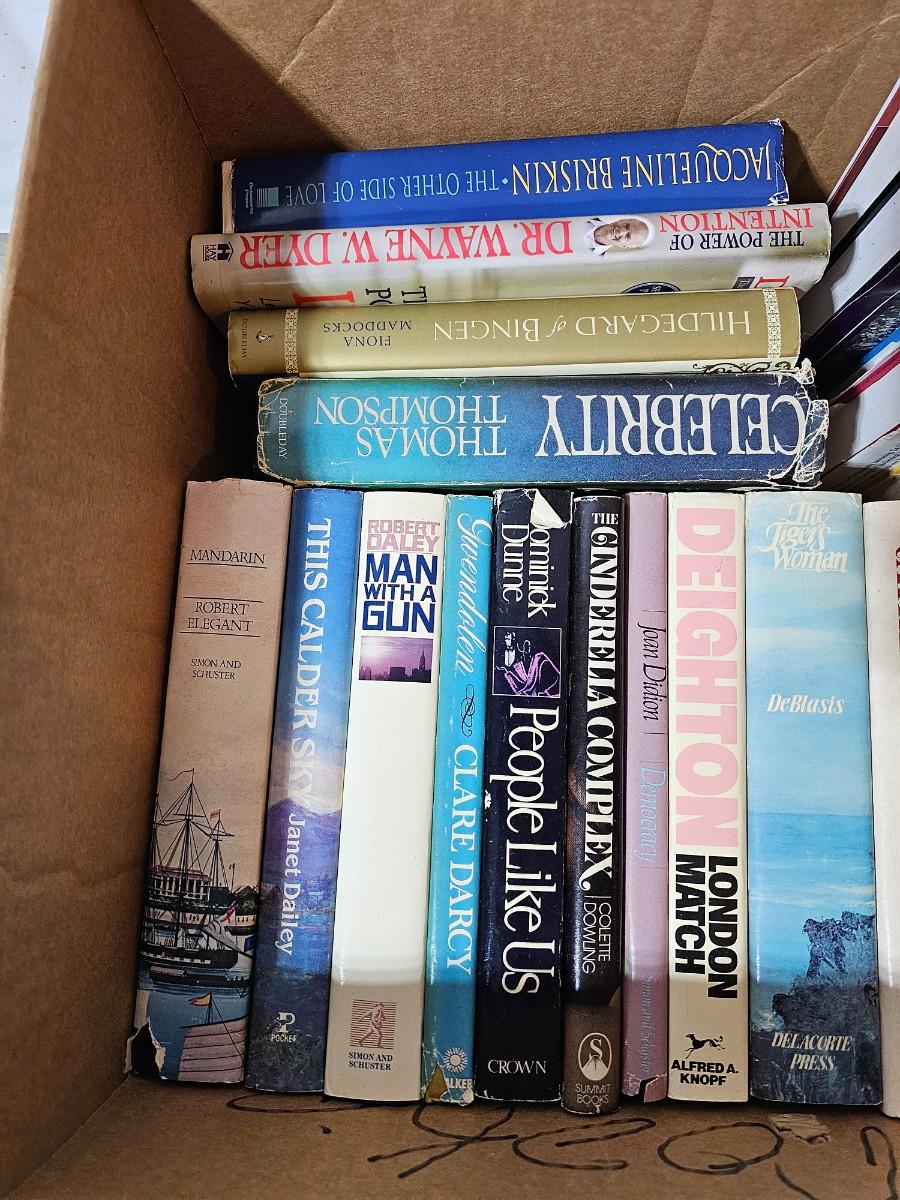 JACQUELINE BRISKIN • THE OTHER SIDE OF LOVE
THE POWER OF
INTENTION
DR. WAYNE W. DYER
HAY
HOUSE
HILDEGARD of BINGEN
FIONA
MADDOCKS
DOUBLEDAY
CELEBRITY
THOMAS
THOMPSON
DOUBLEDAY
MANDARIN
ROBERT
ELEGANT
SIMON AND
SCHUSTER
THIS CALDER SKY Janet Dailey
POCKET
ROBERT
DALEY
MAN
WITH A
GUN
SIMON AND
SCHUSTER
Gwendolen CLARE DARCY
Dominick
Dunne
People Like Us
CROWN
THE
CINDERELLA COMPLEX
COLETTE
DOWLING
SUMMIT
BOOKS
Joan Didion Democracy Simon and Schuster
DEIGHTON
LONDON
MATCH
ALFRED A.
KNOPF
The
Tiger's
Woman
DeBlasis
DELACORTE
PRESS